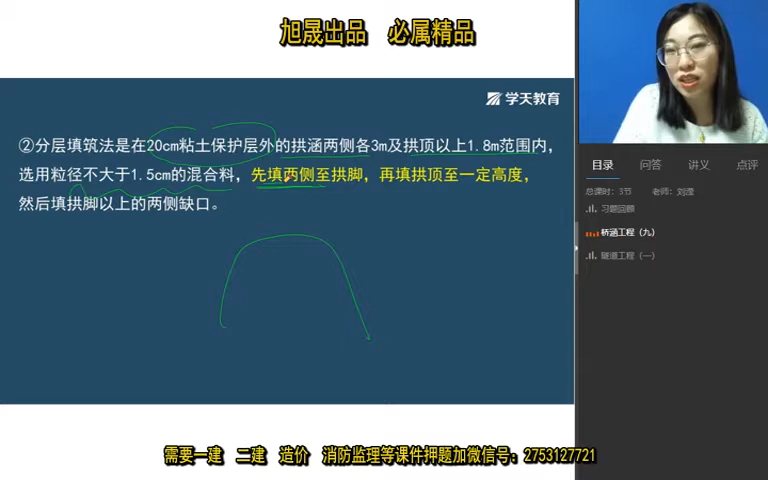 旭晟出品 必属精品
学天教育
②分层填筑法是在20cm粘土保护层外的拱涵两侧各3m及拱顶以上1.8m范围内，
选用粒径不大于1.5cm的混合料，先填两侧至拱脚，再填拱顶至一定高度，
然后填拱脚以上的两侧缺口。
目录 问答 讲义 点评
总课时：3节 老师：刘滢
习题回顾
桥涵工程（九）
隧道工程（一）
需要一建 二建 造价 消防监理等课件押题加微信号：2753127721